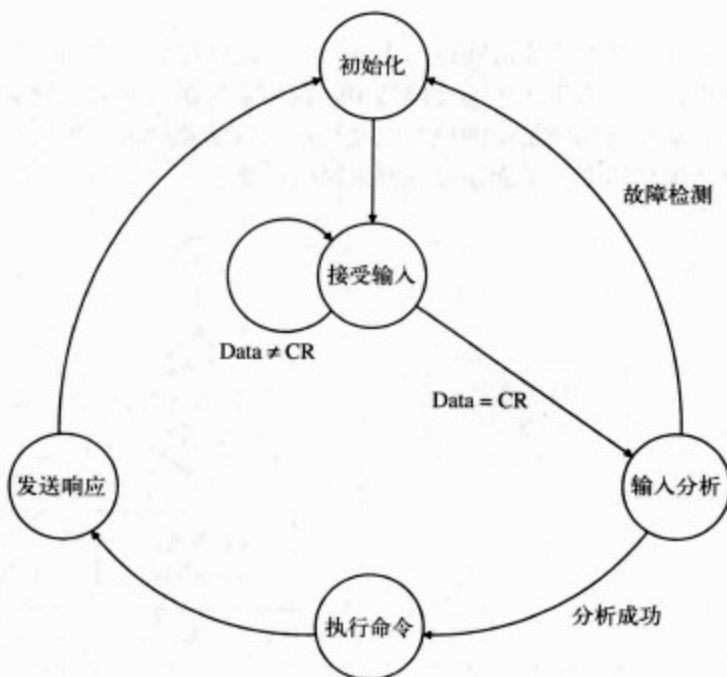 初始化
故障检测
接受输入
Data ≠ CR
Data = CR
发送响应
输入分析
执行命令
分析成功